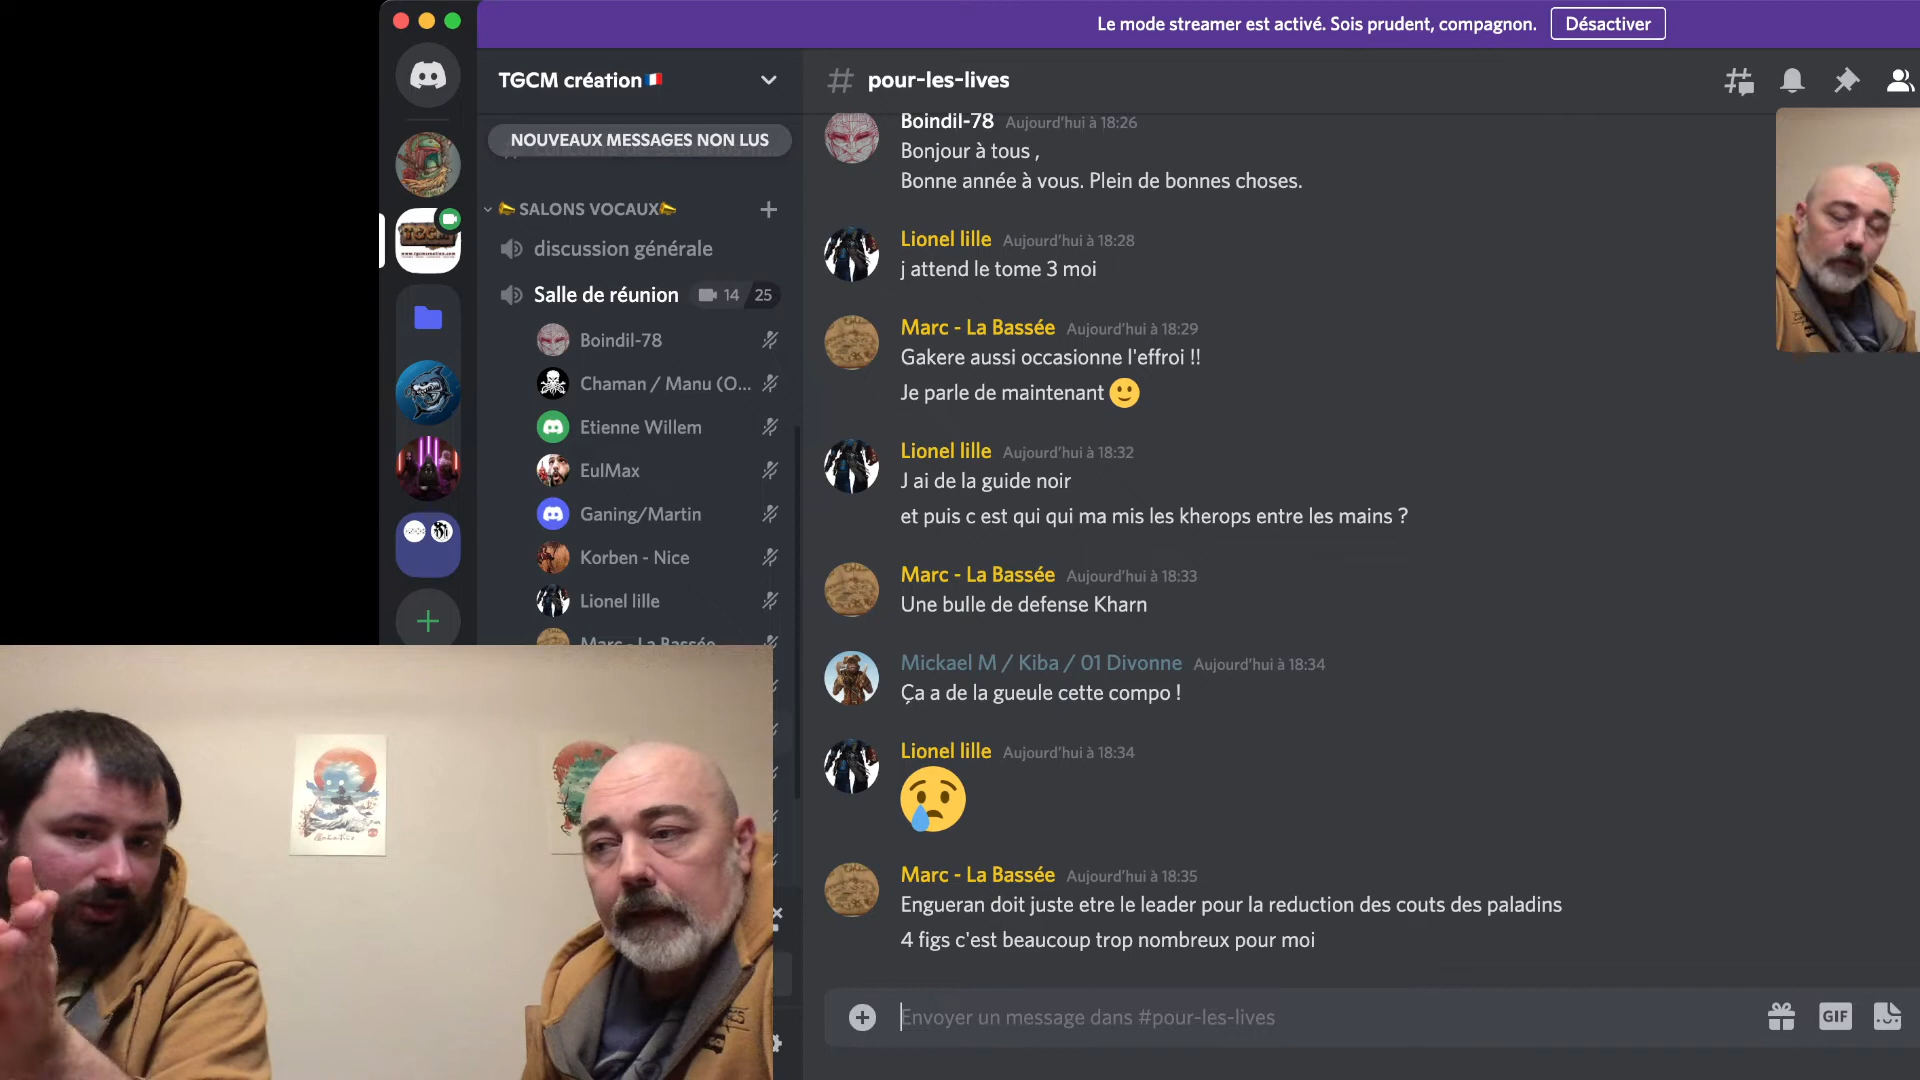 Le mode streamer est activé. Sois prudent, compagnon.
Désactiver
TGCM création
NOUVEAUX MESSAGES NON LUS
SALONS VOCAUX
discussion générale
Salle de réunion 14 25
Boindil-78
Chaman / Manu (O...
Etienne Willem
EulMax
Ganing/Martin
Korben - Nice
Lionel lille
Marc - La Bassée
# pour-les-lives
Boindil-78 Aujourd'hui à 18:26
Bonjour à tous ,
Bonne année à vous. Plein de bonnes choses.
Lionel lille Aujourd'hui à 18:28
j attend le tome 3 moi
Marc - La Bassée Aujourd'hui à 18:29
Gakere aussi occasionne l'effroi !!
Je parle de maintenant 🙂
Lionel lille Aujourd'hui à 18:32
J ai de la guide noir
et puis c est qui qui ma mis les kherops entre les mains ?
Marc - La Bassée Aujourd'hui à 18:33
Une bulle de defense Kharn
Mickael M / Kiba / 01 Divonne Aujourd'hui à 18:34
Ça a de la gueule cette compo !
Lionel lille Aujourd'hui à 18:34
😢
Marc - La Bassée Aujourd'hui à 18:35
Engueran doit juste etre le leader pour la reduction des couts des paladins
4 figs c'est beaucoup trop nombreux pour moi
Envoyer un message dans #pour-les-lives
GIF